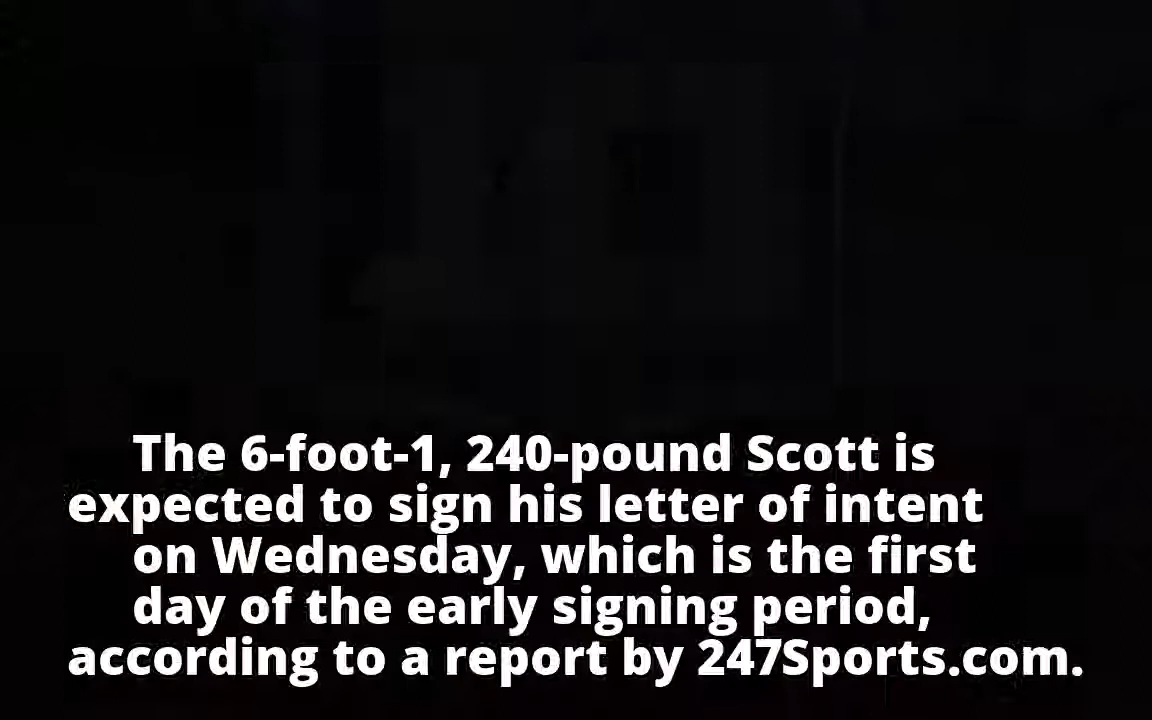 The 6-foot-1, 240-pound Scott is
expected to sign his letter of intent
on Wednesday, which is the first
day of the early signing period,
according to a report by 247Sports.com.